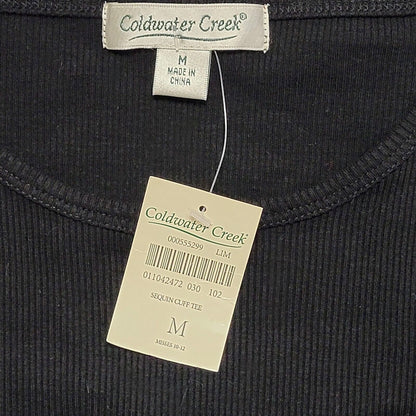 Coldwater Creek®
M
MADE IN
CHINA
Coldwater Creek®
000555299 LIM
011042472 030 102
SEQUIN CUFF TEE
M
MISSES 10-12